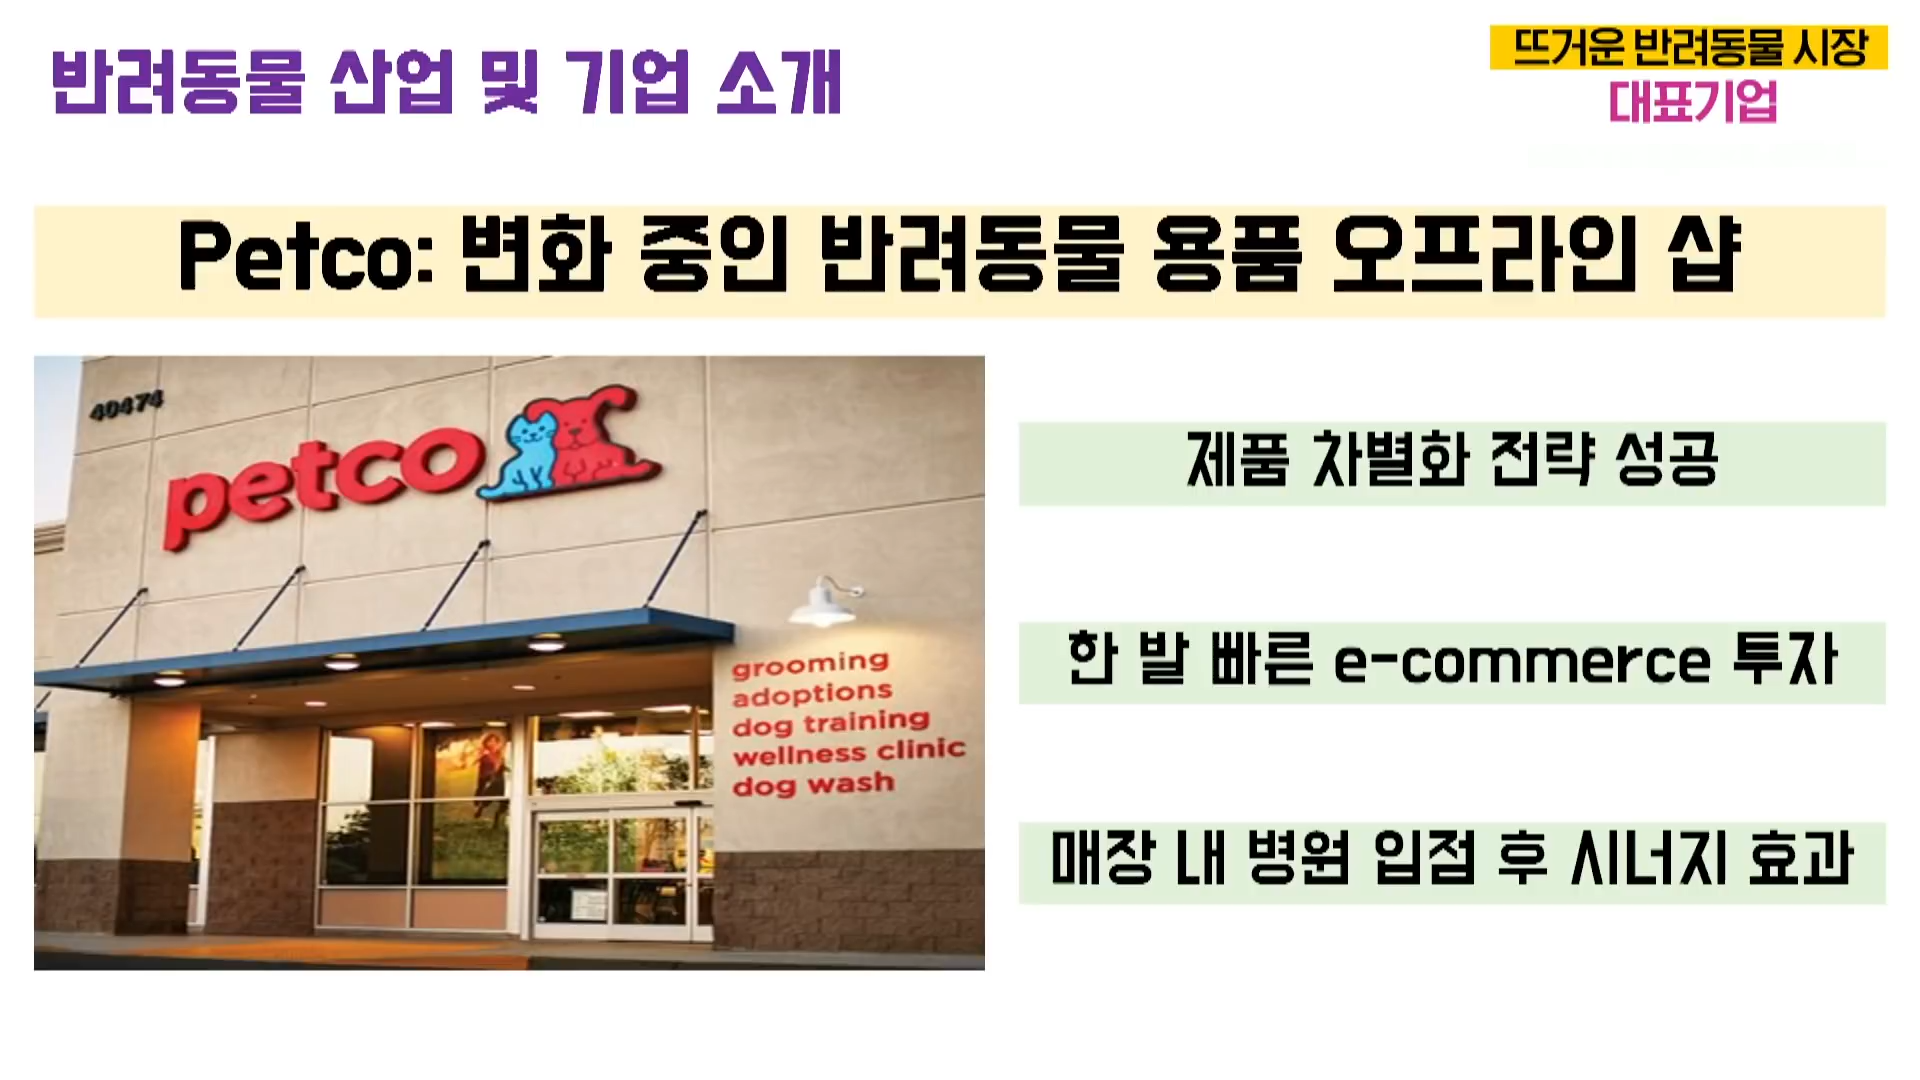 반려동물 산업 및 기업 소개
뜨거운 반려동물 시장
대표기업
Petco: 변화 중인 반려동물 용품 오프라인 샵
40474
petco
grooming
adoptions
dog training
wellness clinic
dog wash
제품 차별화 전략 성공
한 발 빠른 e-commerce 투자
매장 내 병원 입점 후 시너지 효과